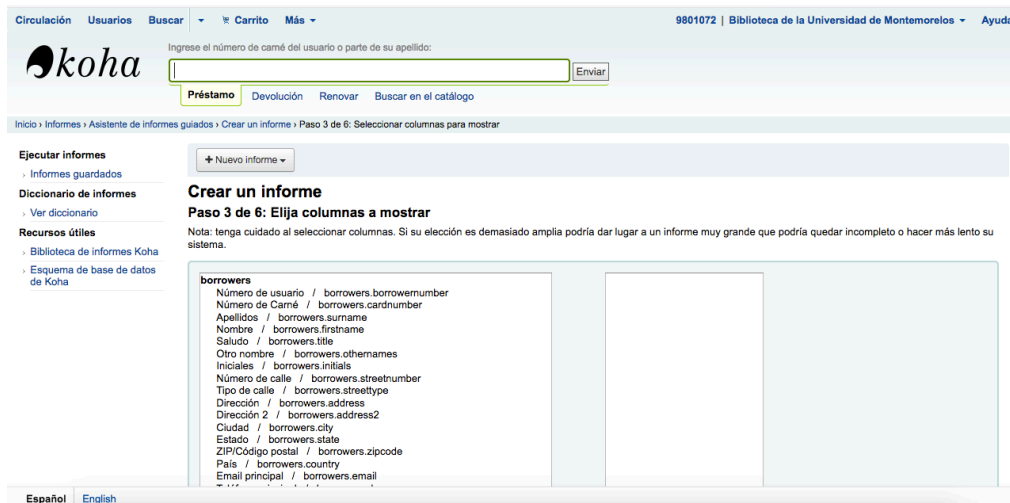 Circulación Usuarios Buscar Carrito Más 9801072 | Biblioteca de la Universidad de Montemorelos Ayuda
koha
Ingrese el número de carné del usuario o parte de su apellido:
Enviar
Préstamo Devolución Renovar Buscar en el catálogo
Inicio › Informes › Asistente de informes guiados › Crear un informe › Paso 3 de 6: Seleccionar columnas para mostrar
Ejecutar informes
› Informes guardados
Diccionario de informes
› Ver diccionario
Recursos útiles
› Biblioteca de informes Koha
› Esquema de base de datos
de Koha
+ Nuevo informe
Crear un informe
Paso 3 de 6: Elija columnas a mostrar
Nota: tenga cuidado al seleccionar columnas. Si su elección es demasiado amplia podría dar lugar a un informe muy grande que podría quedar incompleto o hacer más lento su
sistema.
borrowers
Número de usuario / borrowers.borrowernumber
Número de Carné / borrowers.cardnumber
Apellidos / borrowers.surname
Nombre / borrowers.firstname
Saludo / borrowers.title
Otro nombre / borrowers.othernames
Iniciales / borrowers.initials
Número de calle / borrowers.streetnumber
Tipo de calle / borrowers.streettype
Dirección / borrowers.address
Dirección 2 / borrowers.address2
Ciudad / borrowers.city
Estado / borrowers.state
ZIP/Código postal / borrowers.zipcode
País / borrowers.country
Email principal / borrowers.email
Español English